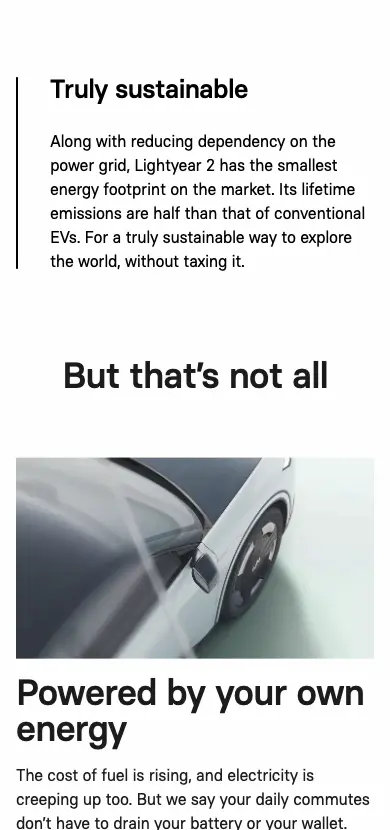 Truly sustainable
Along with reducing dependency on the
power grid, Lightyear 2 has the smallest
energy footprint on the market. Its lifetime
emissions are half than that of conventional
EVs. For a truly sustainable way to explore
the world, without taxing it.
But that’s not all
Powered by your own
energy
The cost of fuel is rising, and electricity is
creeping up too. But we say your daily commutes
don’t have to drain your battery or your wallet.